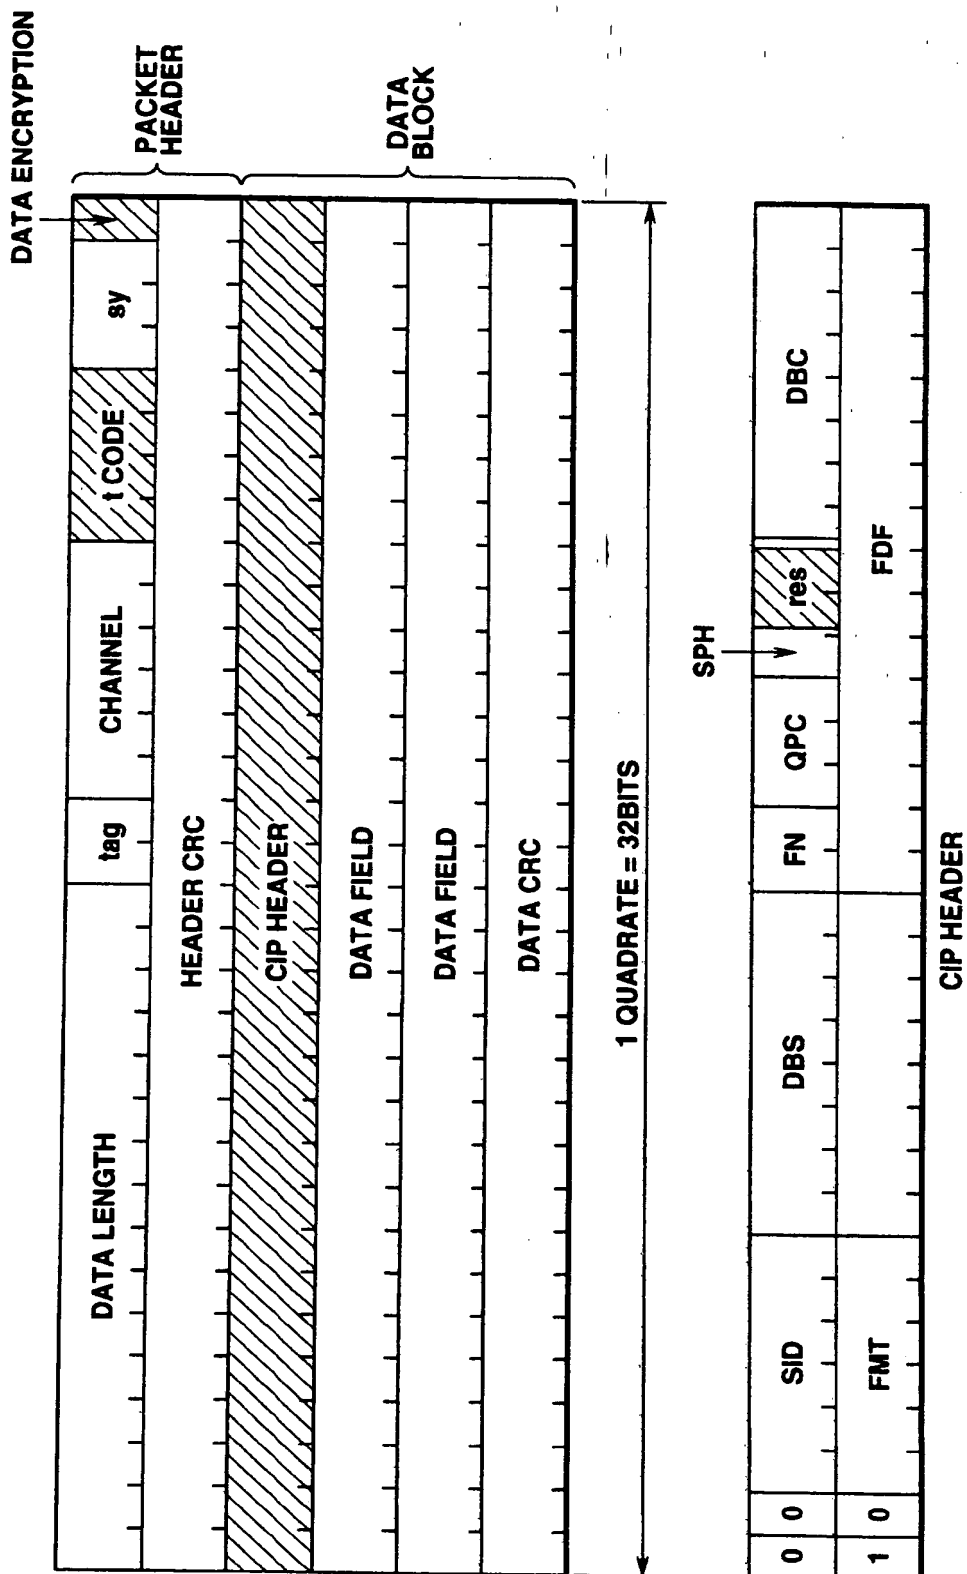 DATA ENCRYPTION
DATA LENGTH
tag
CHANNEL
t CODE
sy
PACKET
HEADER
HEADER CRC
CIP HEADER
DATA FIELD
DATA FIELD
DATA CRC
DATA
BLOCK
1 QUADRATE = 32BITS
SPH
0
0
SID
DBS
FN
QPC
res
DBC
1
0
FMT
FDF
CIP HEADER